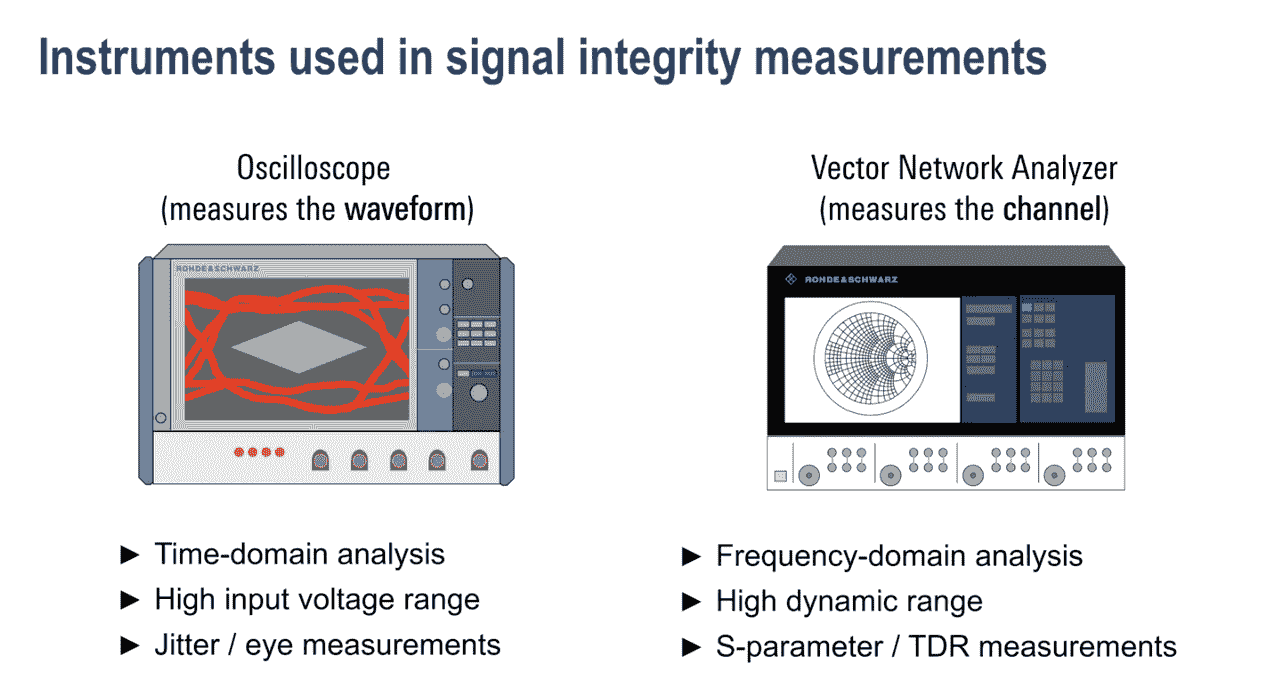 Instruments used in signal integrity measurements
Oscilloscope
(measures the waveform)
ROHDE&SCHWARZ
► Time-domain analysis
► High input voltage range
► Jitter / eye measurements
Vector Network Analyzer
(measures the channel)
ROHDE&SCHWARZ
► Frequency-domain analysis
► High dynamic range
► S-parameter / TDR measurements